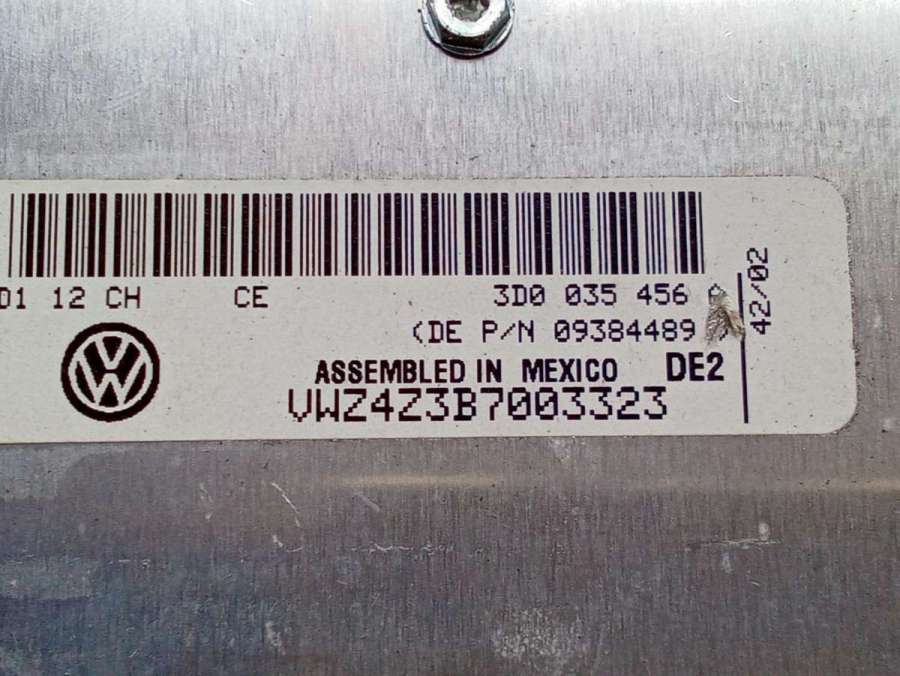 D1 12 CH CE 3D0 035 456
(DE P/N 09384489 )
ASSEMBLED IN MEXICO DE2
VWZ4Z3B7003323
42/02